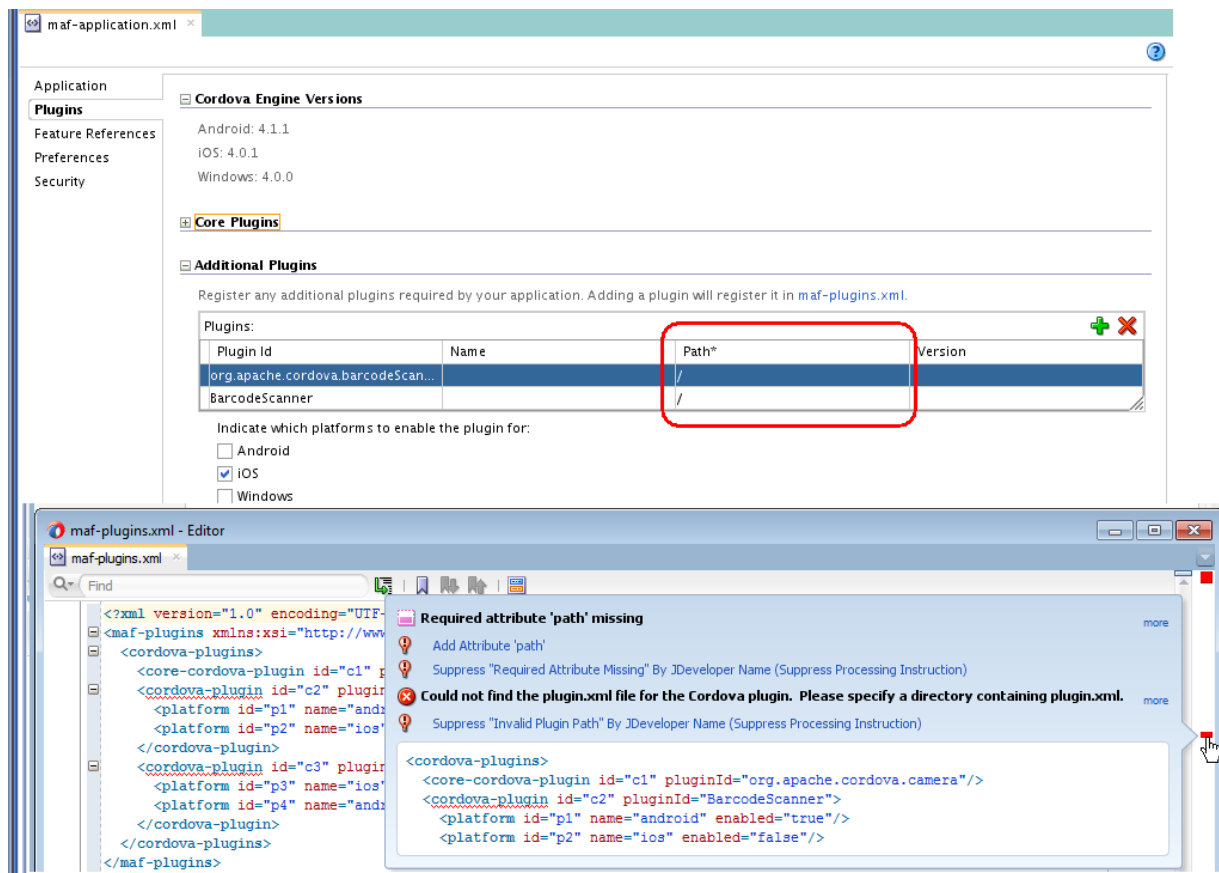 maf-application.xml
Application
Plugins
Feature References
Preferences
Security
Cordova Engine Versions
Android: 4.1.1
iOS: 4.0.1
Windows: 4.0.0
Core Plugins
Additional Plugins
Register any additional plugins required by your application. Adding a plugin will register it in maf-plugins.xml.
Plugins:
Plugin Id Name Path* Version
org.apache.cordova.barcodeScan... /
BarcodeScanner /
Indicate which platforms to enable the plugin for:
Android
iOS
Windows
maf-plugins.xml - Editor
maf-plugins.xml
Find
<?xml version="1.0" encoding="UTF-
<maf-plugins xmlns:xsi="http://www
<cordova-plugins>
<core-cordova-plugin id="c1" p
<cordova-plugin id="c2" plugin
<platform id="p1" name="andr
<platform id="p2" name="ios"
</cordova-plugin>
<cordova-plugin id="c3" plugin
<platform id="p3" name="ios"
<platform id="p4" name="andr
</cordova-plugin>
</cordova-plugins>
</maf-plugins>
Required attribute 'path' missing more
Add Attribute 'path'
Suppress "Required Attribute Missing" By JDeveloper Name (Suppress Processing Instruction)
Could not find the plugin.xml file for the Cordova plugin. Please specify a directory containing plugin.xml. more
Suppress "Invalid Plugin Path" By JDeveloper Name (Suppress Processing Instruction)
<cordova-plugins>
<core-cordova-plugin id="c1" pluginId="org.apache.cordova.camera"/>
<cordova-plugin id="c2" pluginId="BarcodeScanner">
<platform id="p1" name="android" enabled="true"/>
<platform id="p2" name="ios" enabled="false"/>